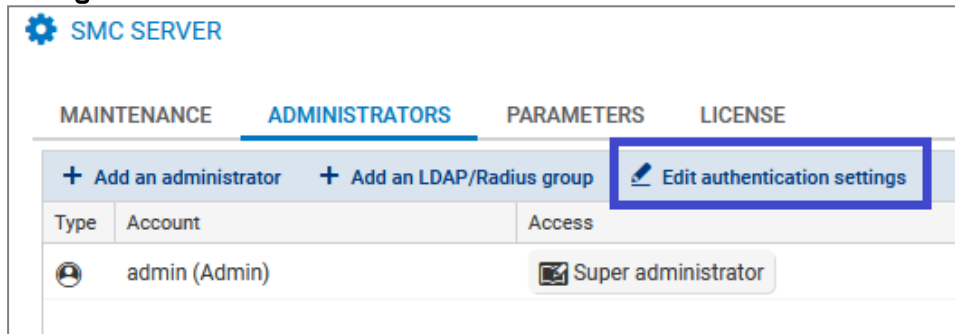 SMC SERVER
MAINTENANCE ADMINISTRATORS PARAMETERS LICENSE
+ Add an administrator + Add an LDAP/Radius group Edit authentication settings
Type Account Access
admin (Admin) Super administrator